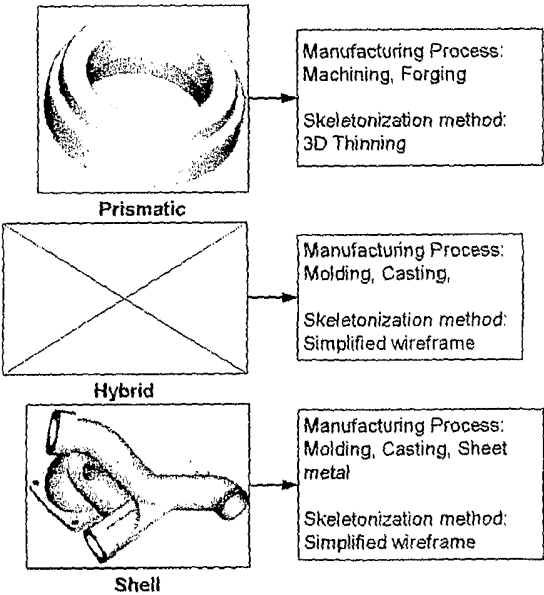 Manufacturing Process:
Machining, Forging
Skeletonization method:
3D Thinning
Prismatic
Manufacturing Process:
Molding, Casting,
Skeletonization method:
Simplified wireframe
Hybrid
Manufacturing Process:
Molding, Casting, Sheet
metal
Skeletonization method:
Simplified wireframe
Shell